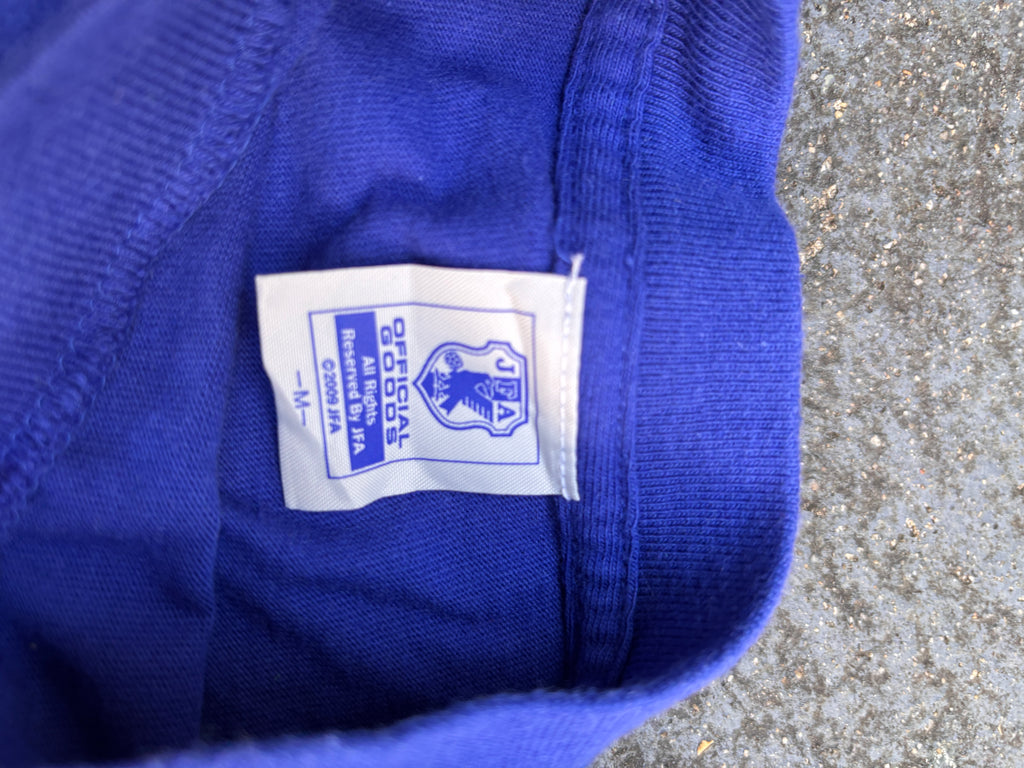 JFA
OFFICIAL
GOODS
All Rights
Reserved By JFA
©2009 JFA
–M–